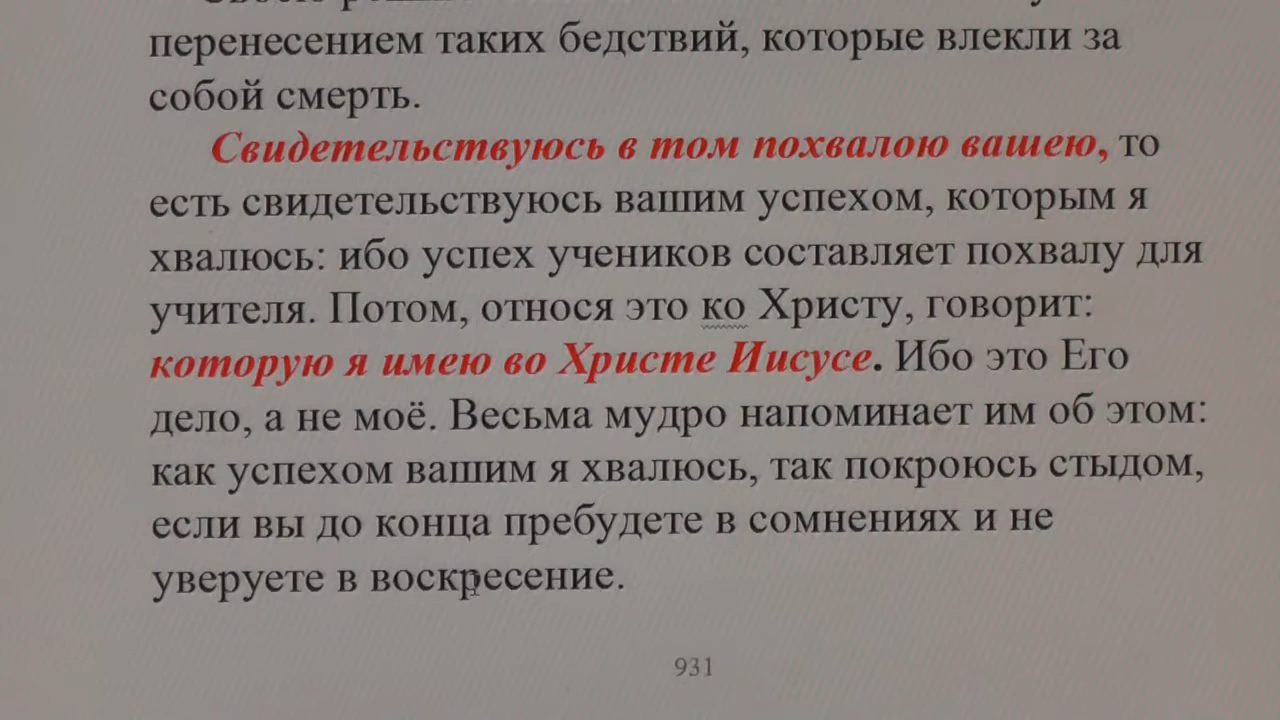 перенесением таких бедствий, которые влекли за
собой смерть.
Свидетельствуюсь в том похвалою вашею, то
есть свидетельствуюсь вашим успехом, которым я
хвалюсь: ибо успех учеников составляет похвалу для
учителя. Потом, относя это ко Христу, говорит:
которую я имею во Христе Иисусе. Ибо это Его
дело, а не моё. Весьма мудро напоминает им об этом:
как успехом вашим я хвалюсь, так покроюсь стыдом,
если вы до конца пребудете в сомнениях и не
уверуете в воскресение.
931